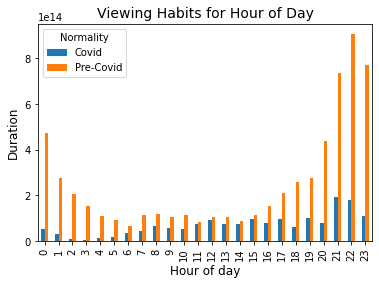 Viewing Habits for Hour of Day
1e14
Normality
Covid
Pre-Covid
8
6
4
2
0
Duration
0 1 2 3 4 5 6 7 8 9 10 11 12 13 14 15 16 17 18 19 20 21 22 23
Hour of day